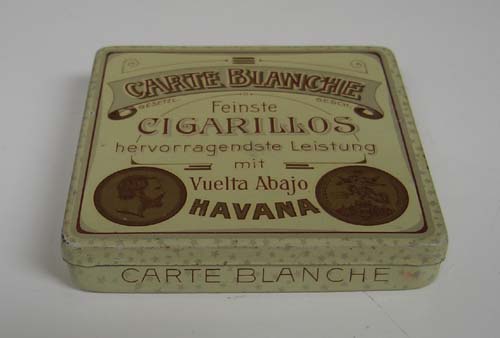 CARTE BLANCHE
GESETZL. GESCH.
Feinste
CIGARILLOS
hervorragendste Leistung
mit
Vuelta Abajo
HAVANA
CARTE BLANCHE